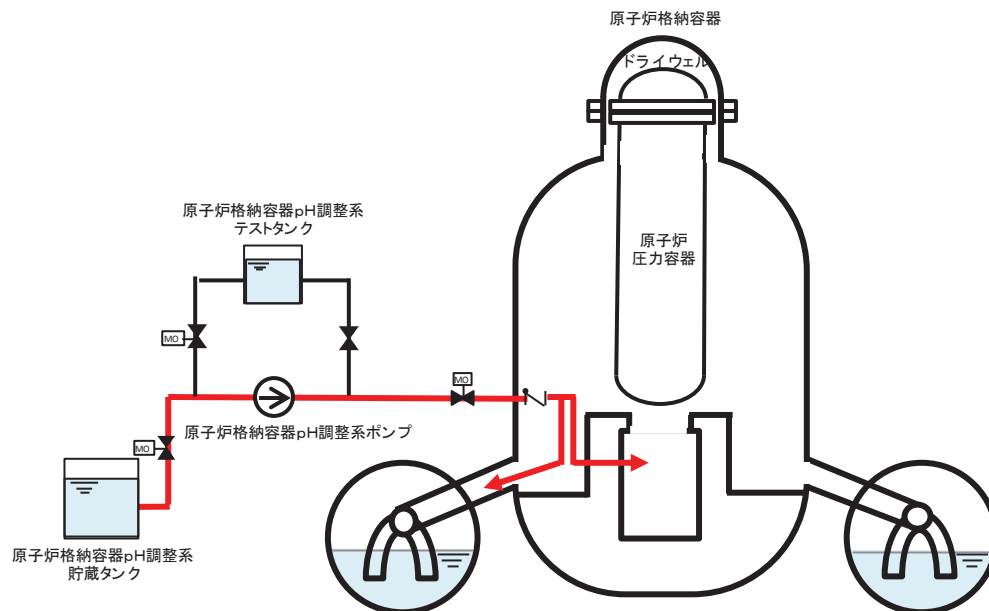 原子炉格納容器
ドライウェル
原子炉格納容器pH調整系
テストタンク
原子炉
圧力容器
MO
MO
原子炉格納容器pH調整系ポンプ
MO
原子炉格納容器pH調整系
貯蔵タンク